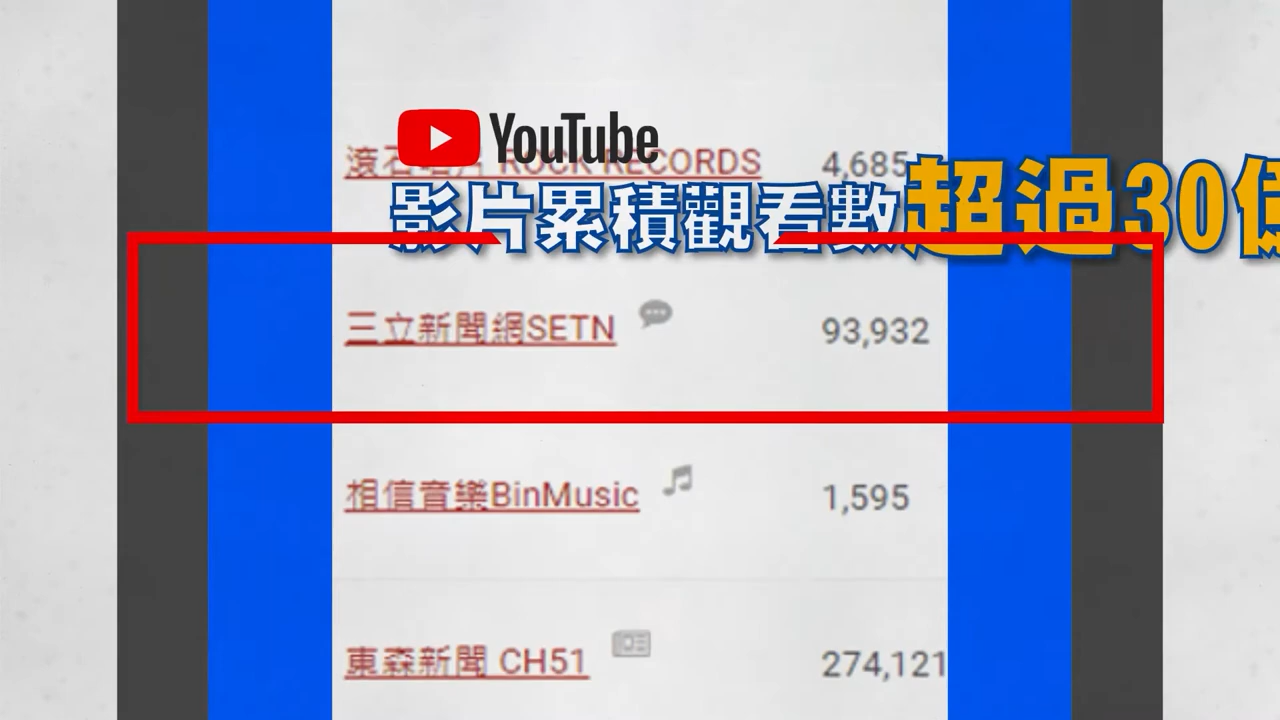 YouTube
滾石唱片 ROCK RECORDS 4,685
影片累積觀看數超過30億
三立新聞網SETN 93,932
相信音樂BinMusic 1,595
東森新聞 CH51 274,121